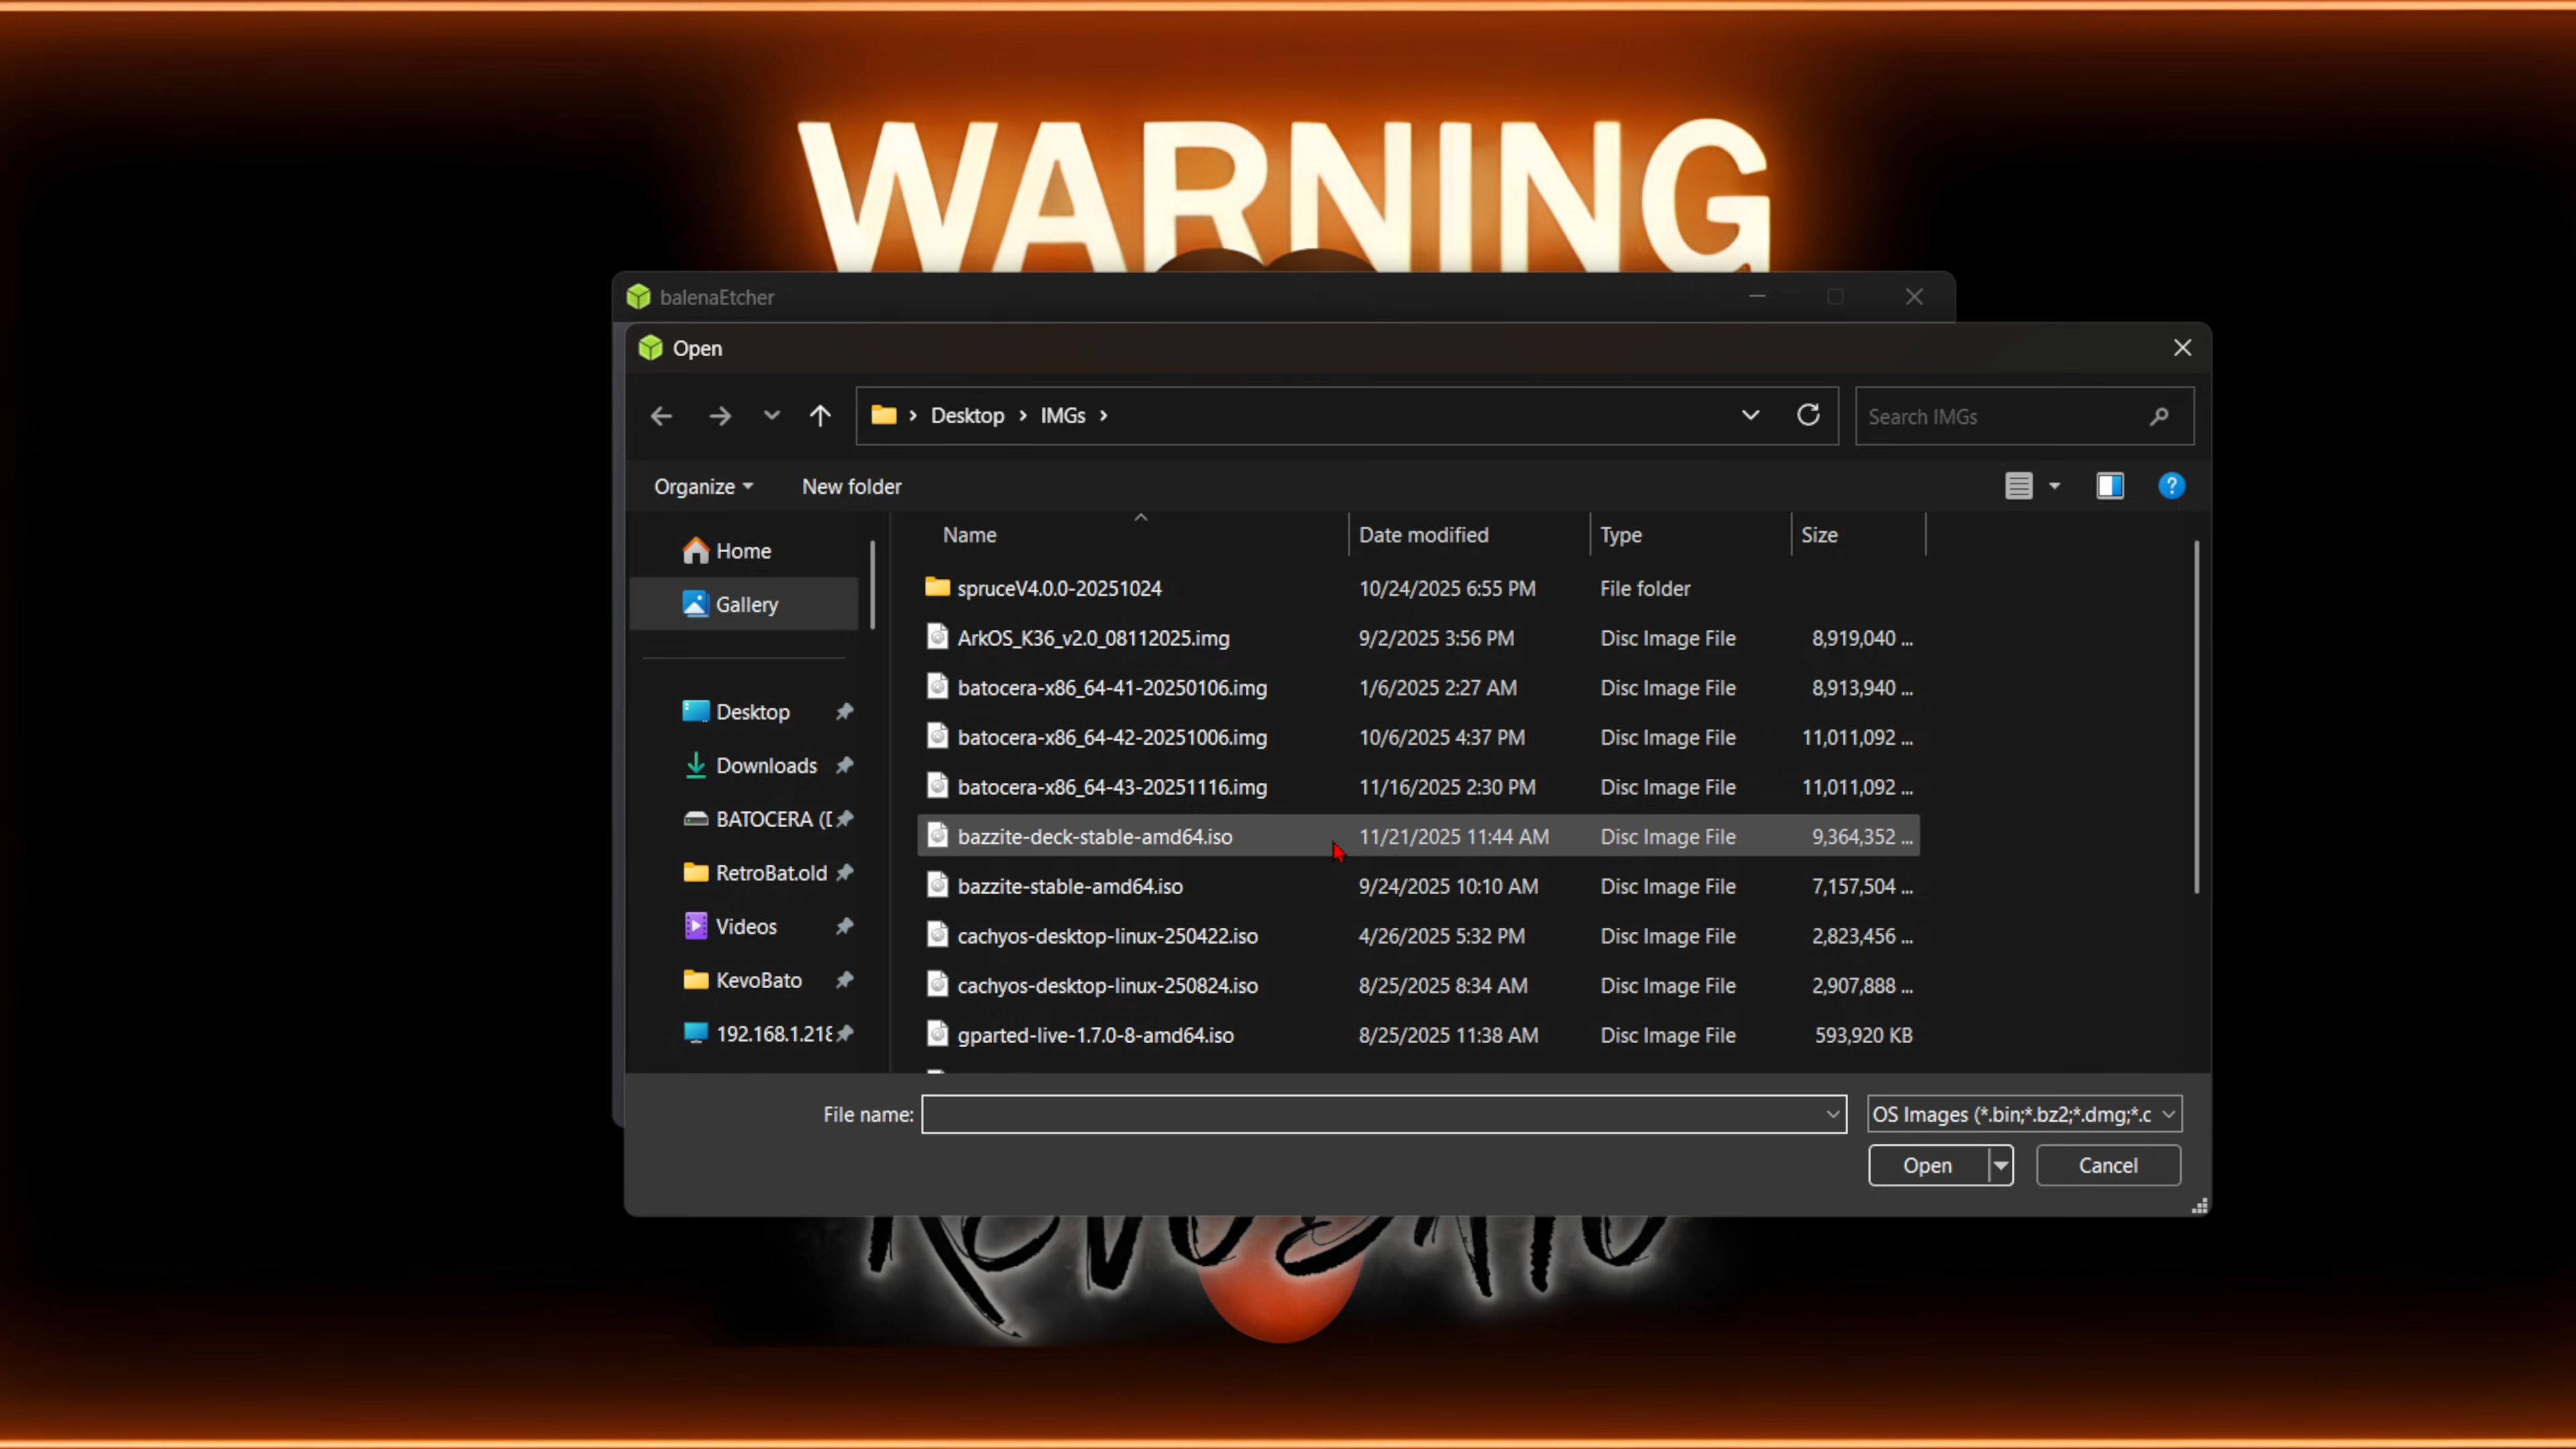 WARNING
balenaEtcher
Open
Desktop
IMGs
Search IMGs
Organize
New folder
Name
Date modified
Type
Size
Home
Gallery
Desktop
Downloads
BATOCERA (D
RetroBat.old
Videos
KevoBato
192.168.1.218
spruceV4.0.0-20251024 10/24/2025 6:55 PM File folder
ArkOS_K36_v2.0_08112025.img 9/2/2025 3:56 PM Disc Image File 8,919,040 ...
batocera-x86_64-41-20250106.img 1/6/2025 2:27 AM Disc Image File 8,913,940 ...
batocera-x86_64-42-20251006.img 10/6/2025 4:37 PM Disc Image File 11,011,092 ...
batocera-x86_64-43-20251116.img 11/16/2025 2:30 PM Disc Image File 11,011,092 ...
bazzite-deck-stable-amd64.iso 11/21/2025 11:44 AM Disc Image File 9,364,352 ...
bazzite-stable-amd64.iso 9/24/2025 10:10 AM Disc Image File 7,157,504 ...
cachyos-desktop-linux-250422.iso 4/26/2025 5:32 PM Disc Image File 2,823,456 ...
cachyos-desktop-linux-250824.iso 8/25/2025 8:34 AM Disc Image File 2,907,888 ...
gparted-live-1.7.0-8-amd64.iso 8/25/2025 11:38 AM Disc Image File 593,920 KB
File name:
OS Images (*.bin;*.bz2;*.dmg;*.c
Open
Cancel